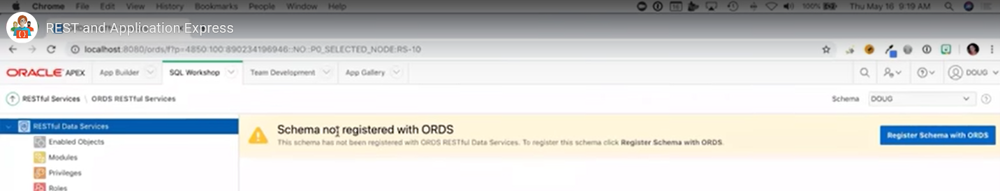 Chrome File Edit View History Bookmarks People Window Help 100% Thu May 16 9:19 AM
REST and Application Express
localhost:8080/ords/f?p=4850:100:890234196946::NO::P0_SELECTED_NODE:RS-10
ORACLE APEX App Builder SQL Workshop Team Development App Gallery DOUG
RESTful Services \ ORDS RESTful Services Schema DOUG
RESTful Data Services
Schema not registered with ORDS
This schema has not been registered with ORDS RESTful Data Services. To register this schema click Register Schema with ORDS.
Register Schema with ORDS
Enabled Objects
Modules
Privileges
Roles